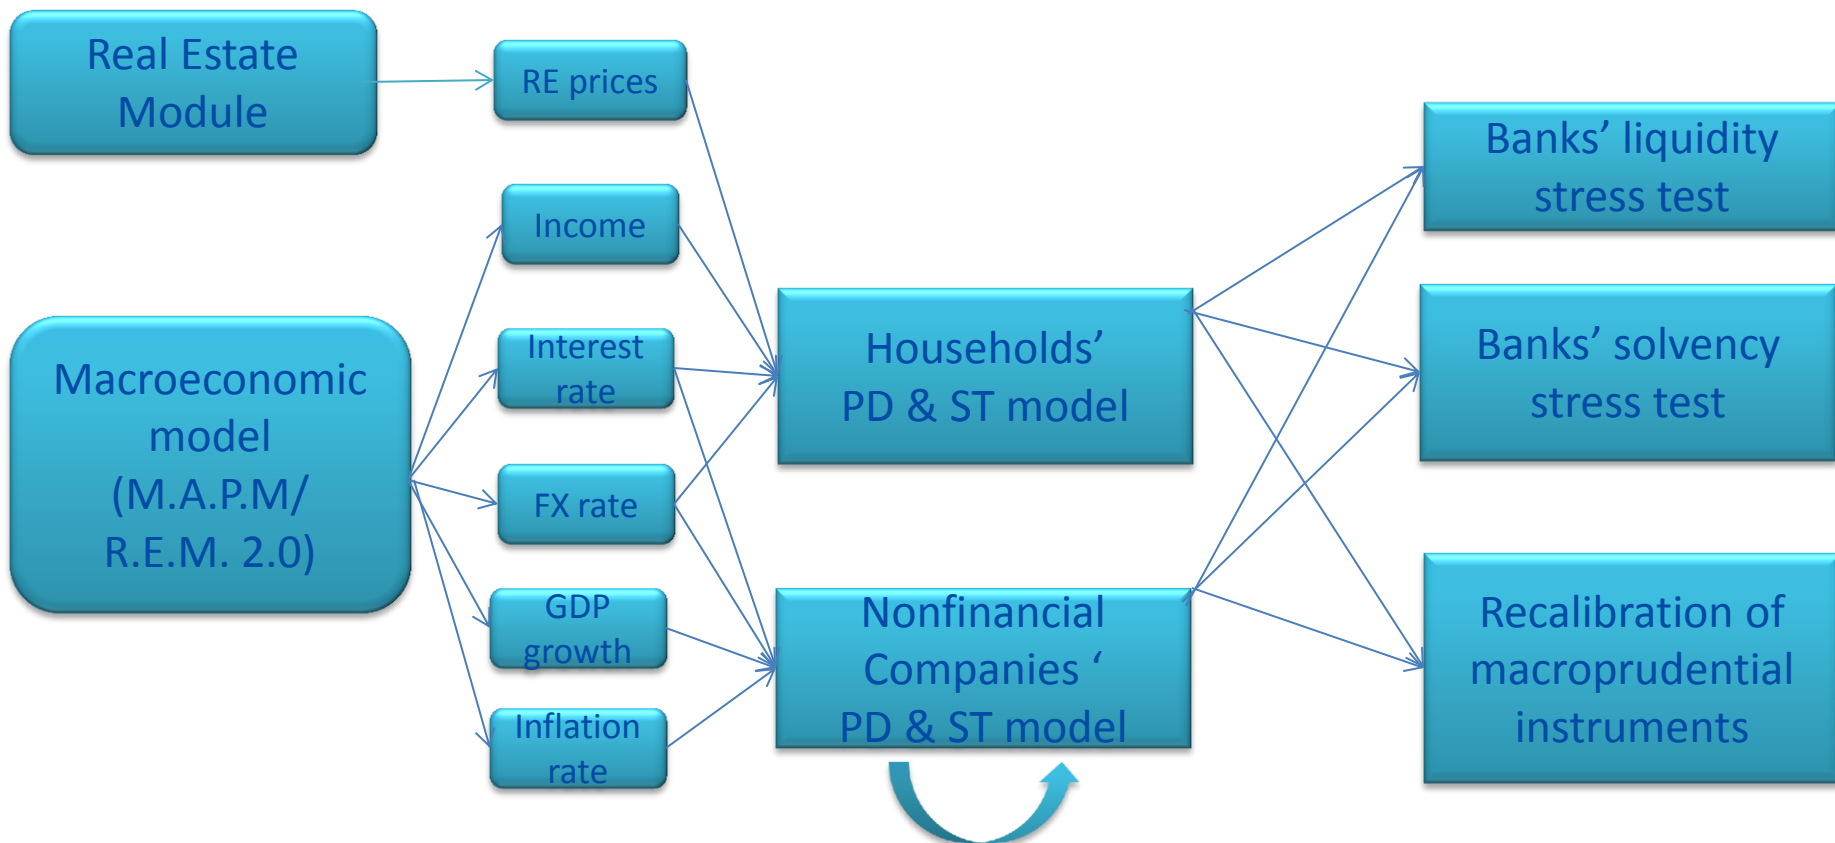 Real Estate
Module
RE prices
Income
Interest
rate
FX rate
GDP
growth
Inflation
rate
Macroeconomic
model
(M.A.P.M/
R.E.M. 2.0)
Households’
PD & ST model
Nonfinancial
Companies ‘
PD & ST model
Banks’ liquidity
stress test
Banks’ solvency
stress test
Recalibration of
macroprudential
instruments